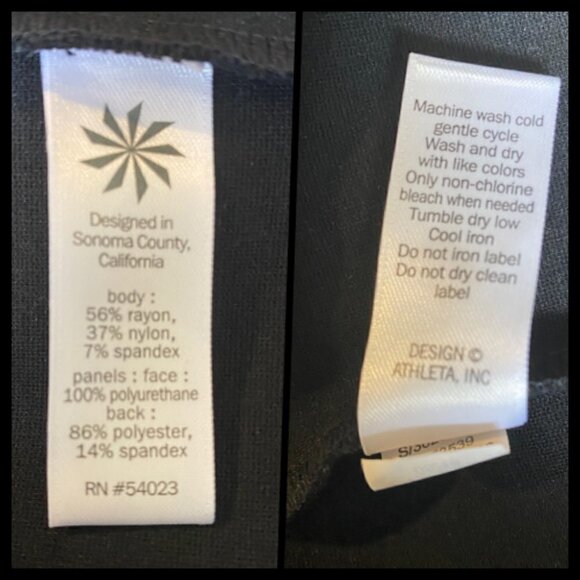 Designed in
Sonoma County,
California
body :
56% rayon,
37% nylon,
7% spandex
panels : face :
100% polyurethane
back :
86% polyester,
14% spandex
RN #54023
Machine wash cold
gentle cycle
Wash and dry
with like colors
Only non-chlorine
bleach when needed
Tumble dry low
Cool iron
Do not iron label
Do not dry clean
label
DESIGN ©
ATHLETA, INC